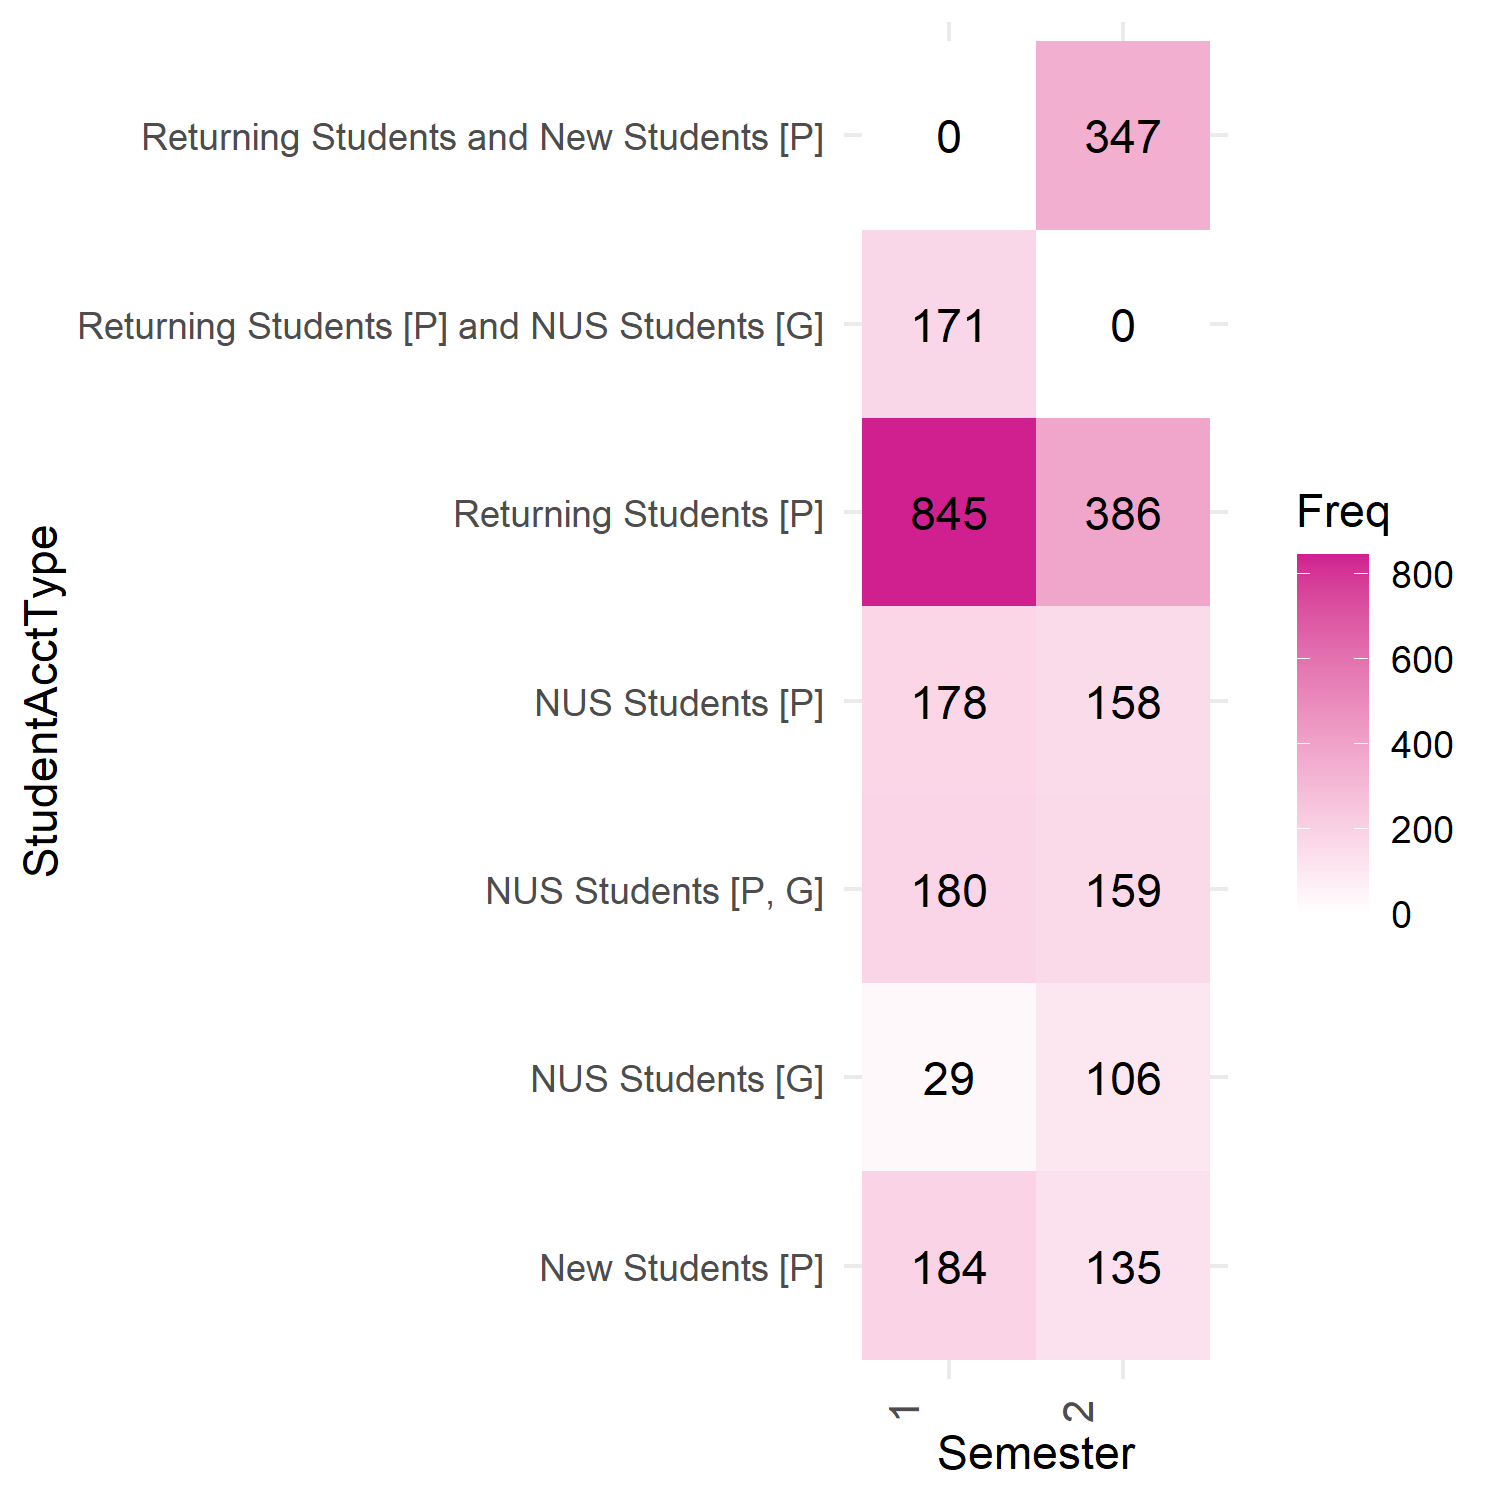 Returning Students and New Students [P] 0 347
Returning Students [P] and NUS Students [G] 171 0
Returning Students [P] 845 386
NUS Students [P] 178 158
NUS Students [P, G] 180 159
NUS Students [G] 29 106
New Students [P] 184 135
StudentAcctType
1 2
Semester
Freq
800
600
400
200
0